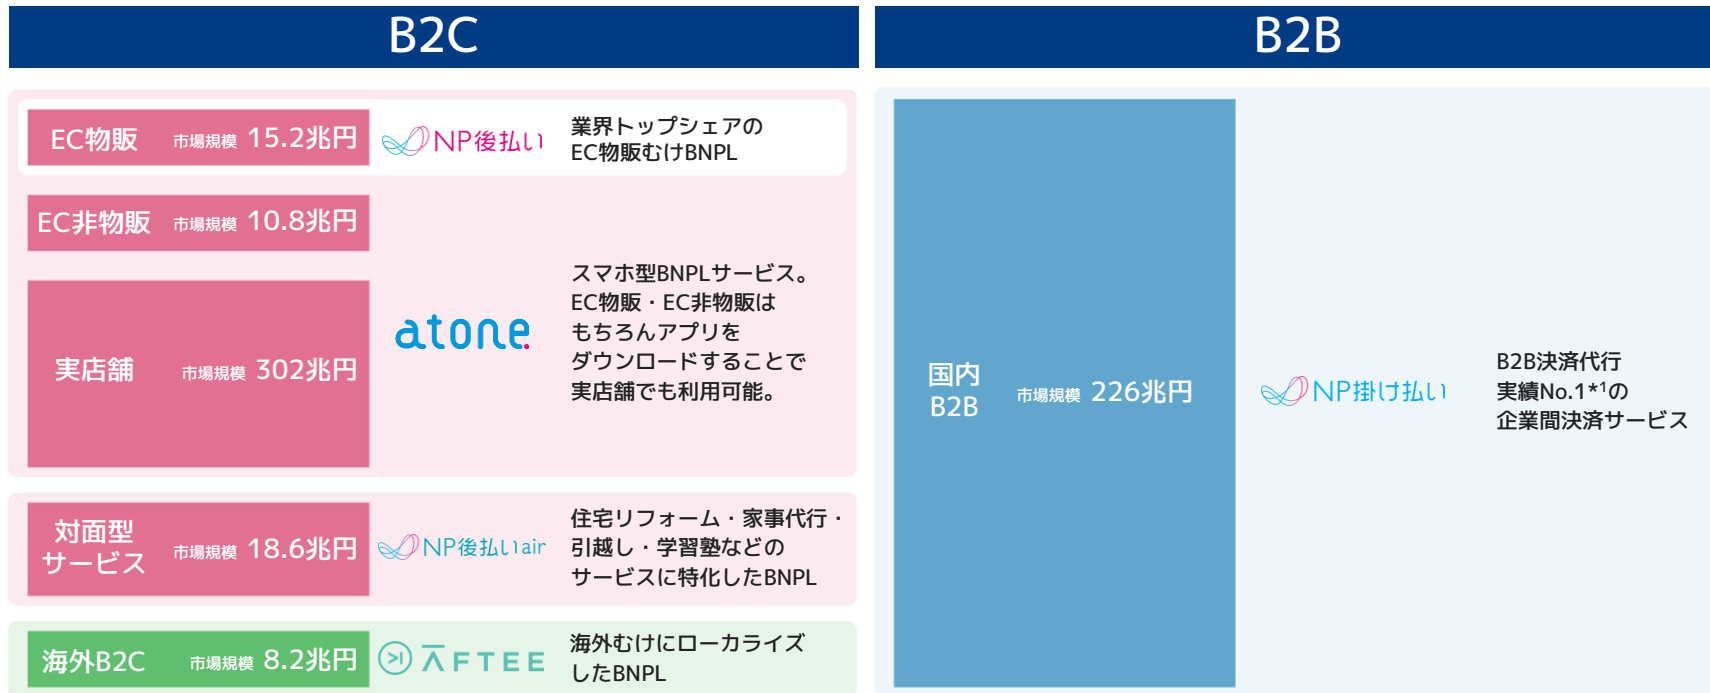 B2C
EC物販 市場規模 15.2兆円
NP後払い
業界トップシェアの
EC物販むけBNPL
EC非物販 市場規模 10.8兆円
実店舗 市場規模 302兆円
atone
スマホ型BNPLサービス。
EC物販・EC非物販は
もちろんアプリを
ダウンロードすることで
実店舗でも利用可能。
対面型
サービス 市場規模 18.6兆円
NP後払いair
住宅リフォーム・家事代行・
引越し・学習塾などの
サービスに特化したBNPL
海外B2C 市場規模 8.2兆円
AFTEE
海外むけにローカライズ
したBNPL
B2B
国内
B2B 市場規模 226兆円
NP掛け払い
B2B決済代行
実績No.1*1の
企業間決済サービス